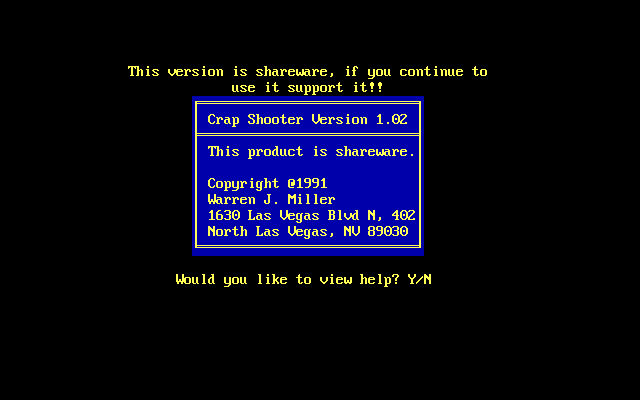 This version is shareware, if you continue to
use it support it!!
Crap Shooter Version 1.02
This product is shareware.
Copyright @1991
Warren J. Miller
1630 Las Vegas Blvd N, 402
North Las Vegas, NV 89030
Would you like to view help? Y/N